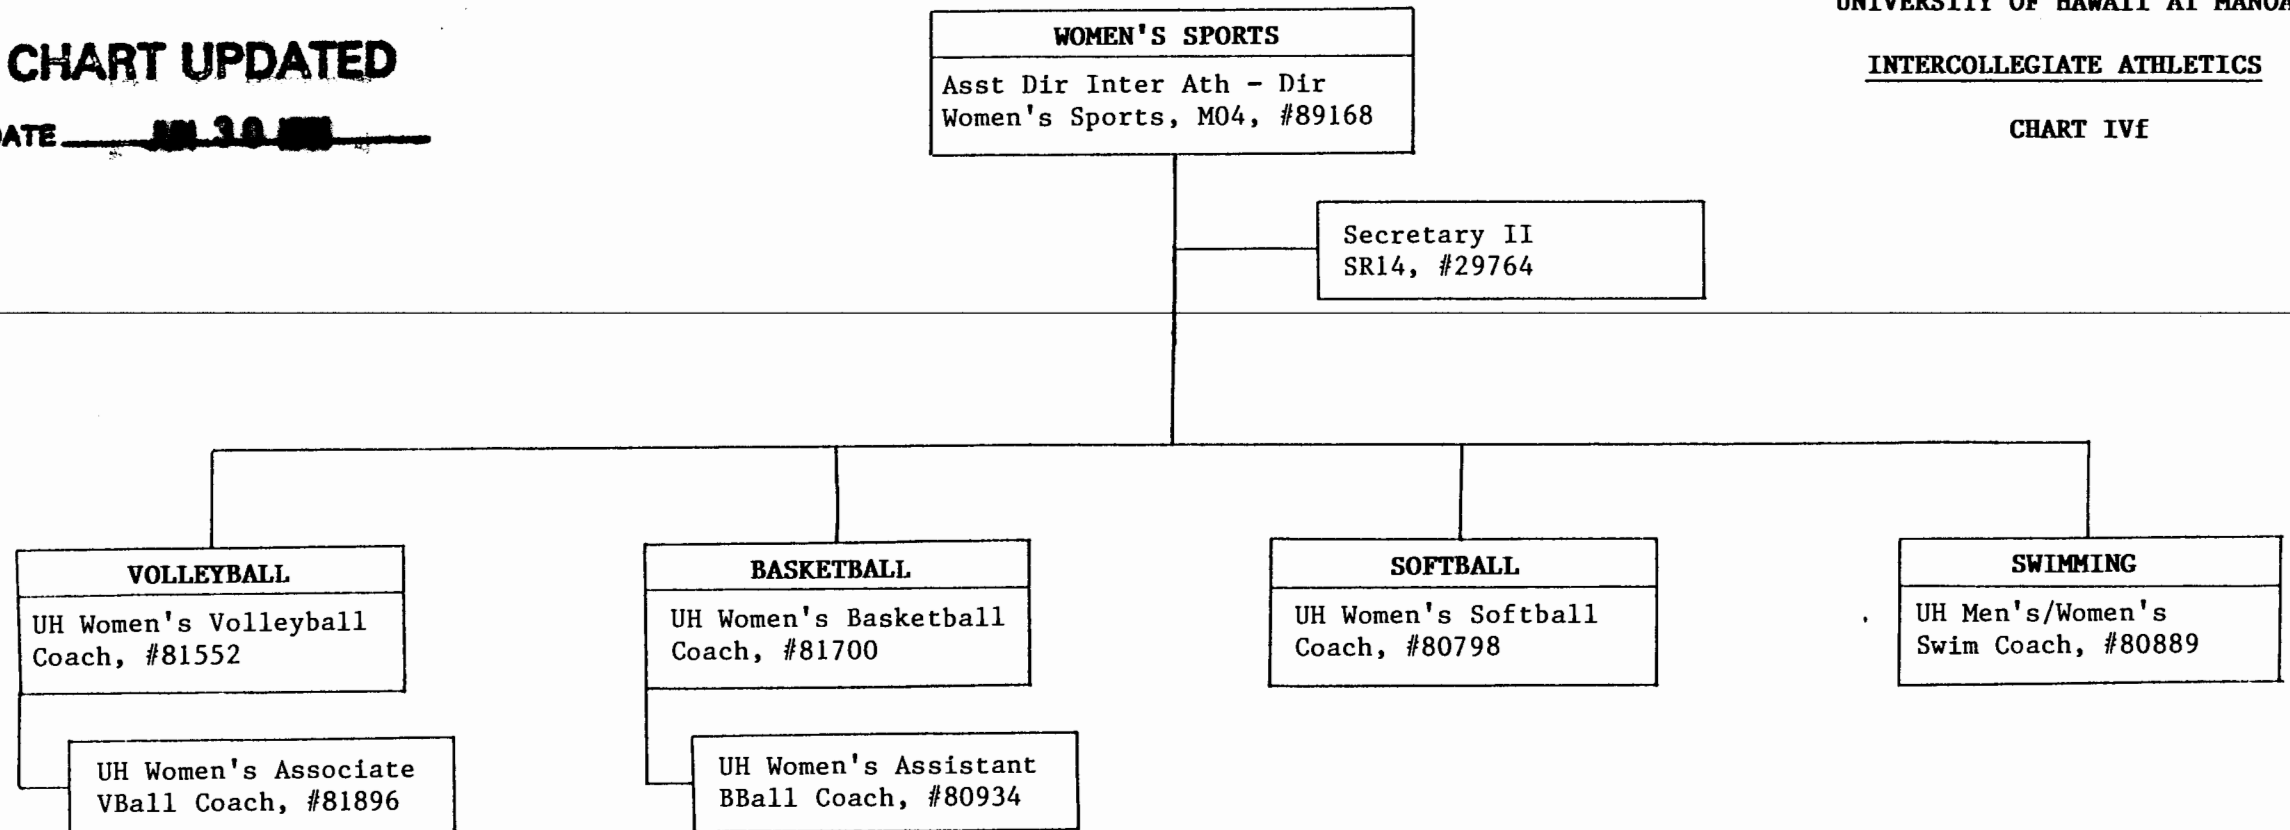 UNIVERSITY OF HAWAII AT MANOA
CHART UPDATED
INTERCOLLEGIATE ATHLETICS
DATE 30
CHART IVf
WOMEN'S SPORTS
Asst Dir Inter Ath - Dir
Women's Sports, M04, #89168
Secretary II
SR14, #29764
VOLLEYBALL
UH Women's Volleyball
Coach, #81552
UH Women's Associate
VBall Coach, #81896
BASKETBALL
UH Women's Basketball
Coach, #81700
UH Women's Assistant
BBall Coach, #80934
SOFTBALL
UH Women's Softball
Coach, #80798
SWIMMING
UH Men's/Women's
Swim Coach, #80889